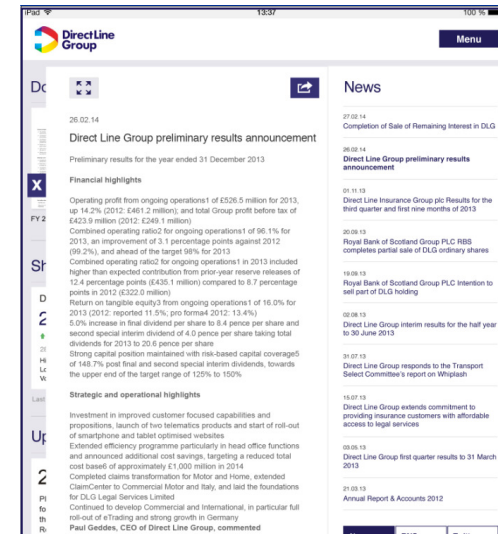 iPad 13:37 100 %
DirectLine
Group
Menu
26.02.14
Direct Line Group preliminary results announcement
Preliminary results for the year ended 31 December 2013
Financial highlights
Operating profit from ongoing operations1 of £526.5 million for 2013,
up 14.2% (2012: £461.2 million); and total Group profit before tax of
£423.9 million (2012: £249.1 million)
Combined operating ratio2 for ongoing operations1 of 96.1% for
2013, an improvement of 3.1 percentage points against 2012
(99.2%), and ahead of the target 98% for 2013
Combined operating ratio2 for ongoing operations1 in 2013 included
higher than expected contribution from prior-year reserve releases of
12.4 percentage points (£435.1 million) compared to 8.7 percentage
points in 2012 (£322.0 million)
Return on tangible equity3 from ongoing operations1 of 16.0% for
2013 (2012: reported 11.5%; pro forma4 2012: 13.4%)
5.0% increase in final dividend per share to 8.4 pence per share and
second special interim dividend of 4.0 pence per share taking total
dividends for 2013 to 20.6 pence per share
Strong capital position maintained with risk-based capital coverage5
of 148.7% post final and second special interim dividends, towards
the upper end of the target range of 125% to 150%
Strategic and operational highlights
Investment in improved customer focused capabilities and
propositions, launch of two telematics products and start of roll-out
of smartphone and tablet optimised websites
Extended efficiency programme particularly in head office functions
and announced additional cost savings, targeting a reduced total
cost base6 of approximately £1,000 million in 2014
Completed claims transformation for Motor and Home, extended
ClaimCenter to Commercial Motor and Italy, and laid the foundations
for DLG Legal Services Limited
Continued to develop Commercial and International, in particular full
roll-out of eTrading and strong growth in Germany
Paul Geddes, CEO of Direct Line Group, commented
X
FY 2
Sh
D
2
Last
Up
2
News
27.02.14
Completion of Sale of Remaining Interest in DLG
26.02.14
Direct Line Group preliminary results
announcement
01.11.13
Direct Line Insurance Group plc Results for the
third quarter and first nine months of 2013
20.09.13
Royal Bank of Scotland Group PLC RBS
completes partial sale of DLG ordinary shares
19.09.13
Royal Bank of Scotland Group PLC Intention to
sell part of DLG holding
02.08.13
Direct Line Group interim results for the half year
to 30 June 2013
31.07.13
Direct Line Group responds to the Transport
Select Committee's report on Whiplash
15.07.13
Direct Line Group extends commitment to
providing insurance customers with affordable
access to legal services
03.05.13
Direct Line Group first quarter results to 31 March
2013
21.03.13
Annual Report & Accounts 2012